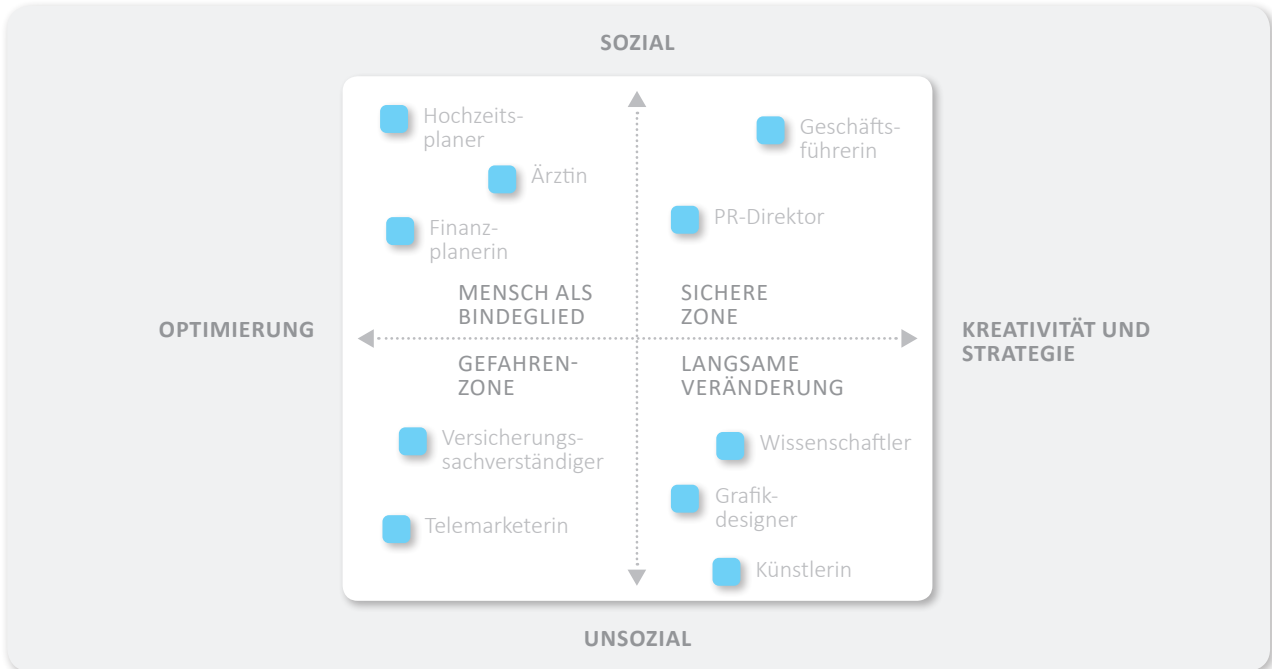 SOZIAL
Hochzeits-
planer
Geschäfts-
führerin
Ärztin
PR-Direktor
Finanz-
planerin
MENSCH ALS
BINDEGLIED
SICHERE
ZONE
OPTIMIERUNG
KREATIVITÄT UND
STRATEGIE
GEFAHREN-
ZONE
LANGSAME
VERÄNDERUNG
Versicherungs-
sachverständiger
Wissenschaftler
Grafik-
designer
Telemarketerin
Künstlerin
UNSOZIAL